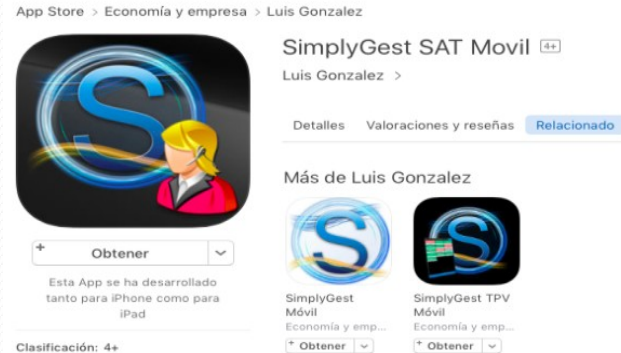 App Store > Economía y empresa > Luis Gonzalez
S
SimplyGest SAT Movil 4+
Luis Gonzalez >
Detalles Valoraciones y reseñas Relacionado
Más de Luis Gonzalez
+ Obtener
Esta App se ha desarrollado
tanto para iPhone como para
iPad
Clasificación: 4+
S
SimplyGest
Móvil
Economía y emp...
+ Obtener
S
SimplyGest TPV
Móvil
Economía y emp...
+ Obtener